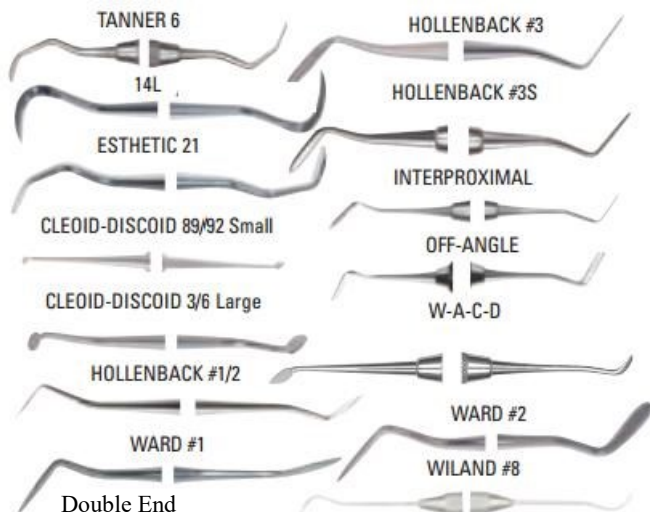 TANNER 6
14L
ESTHETIC 21
CLEOID-DISCOID 89/92 Small
CLEOID-DISCOID 3/6 Large
HOLLENBACK #1/2
WARD #1
Double End
HOLLENBACK #3
HOLLENBACK #3S
INTERPROXIMAL
OFF-ANGLE
W-A-C-D
WARD #2
WILAND #8